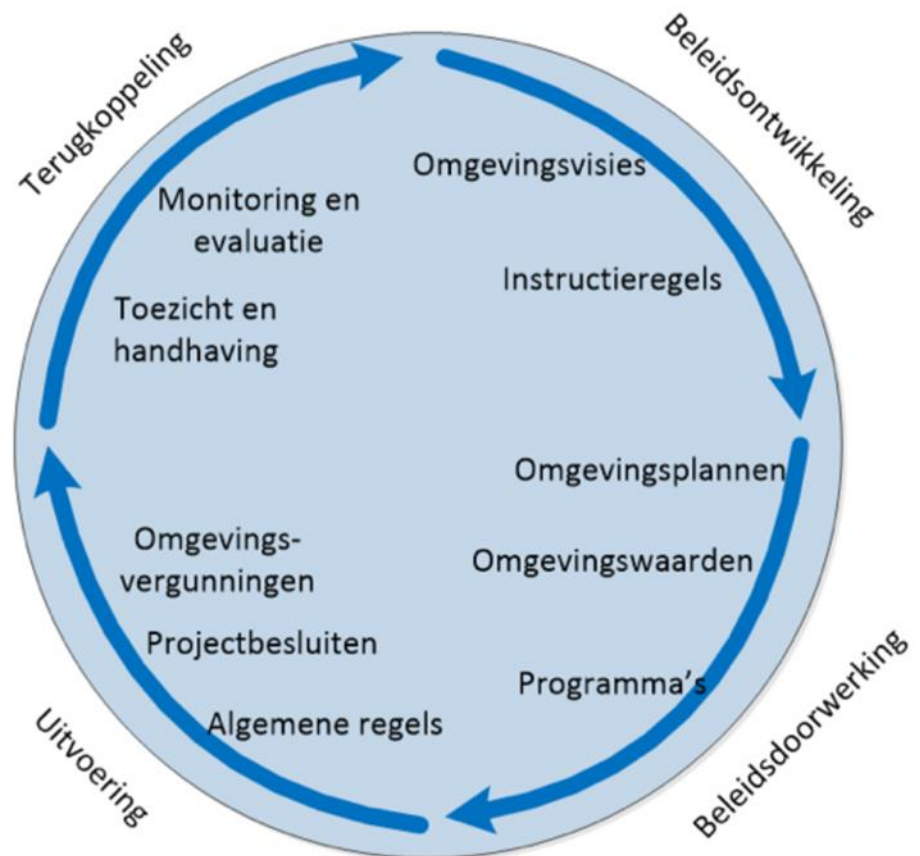 Terugkoppeling
Beleidsontwikkeling
Omgevingsvisies
Monitoring en
evaluatie
Instructieregels
Toezicht en
handhaving
Omgevingsplannen
Omgevings-
vergunningen
Omgevingswaarden
Projectbesluiten
Programma's
Algemene regels
Uitvoering
Beleidsdoorwerking